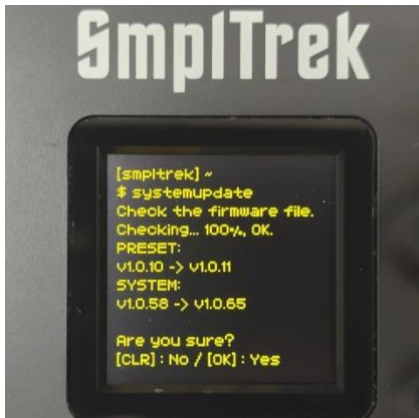 SmplTrek
[smpltrek] ~
$ systemupdate
Check the firmware file.
Checking... 100%, OK.
PRESET:
v1.0.10 -> v1.0.11
SYSTEM:
v1.0.58 -> v1.0.65
Are you sure?
[CLR] : No / [OK] : Yes